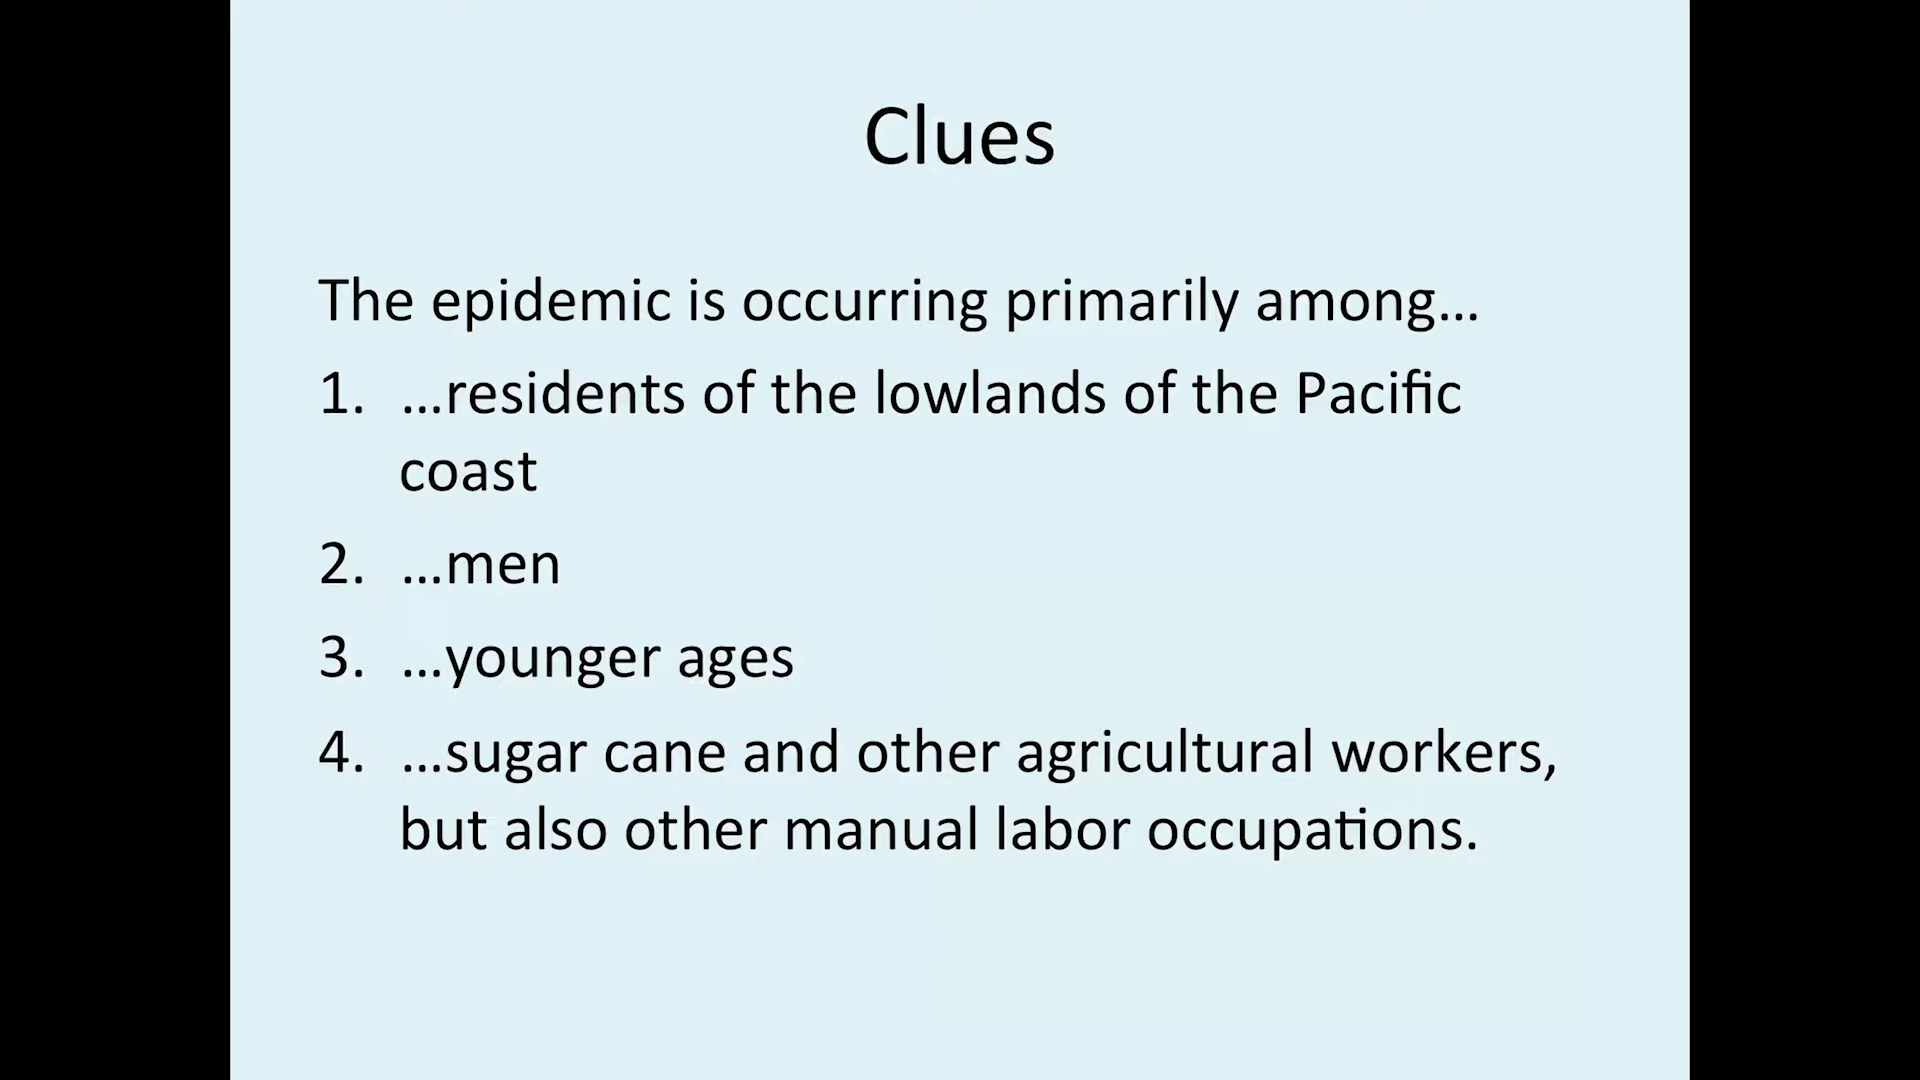 Clues
The epidemic is occurring primarily among…
1. …residents of the lowlands of the Pacific
coast
2. …men
3. …younger ages
4. …sugar cane and other agricultural workers,
but also other manual labor occupations.